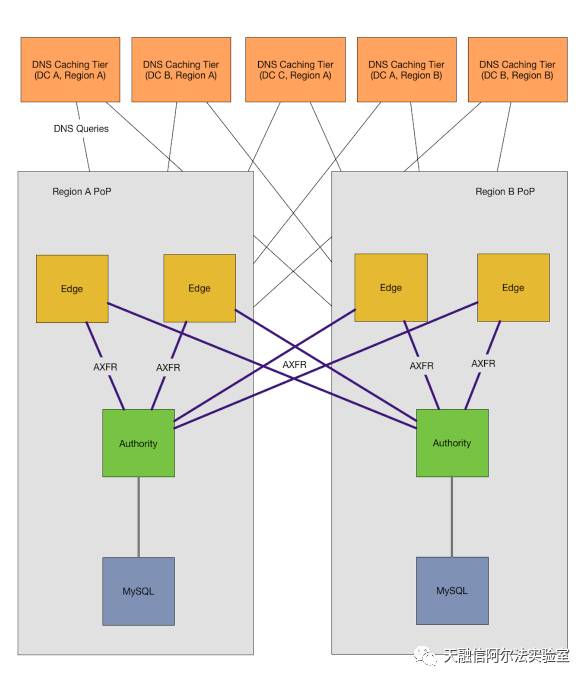 DNS Caching Tier
(DC A, Region A)
DNS Caching Tier
(DC B, Region A)
DNS Caching Tier
(DC C, Region A)
DNS Caching Tier
(DC A, Region B)
DNS Caching Tier
(DC B, Region B)
DNS Queries
Region A PoP
Region B PoP
Edge
Edge
Edge
Edge
AXFR
AXFR
AXFR
AXFR
AXFR
Authority
Authority
MySQL
MySQL
天融信阿尔法实验室